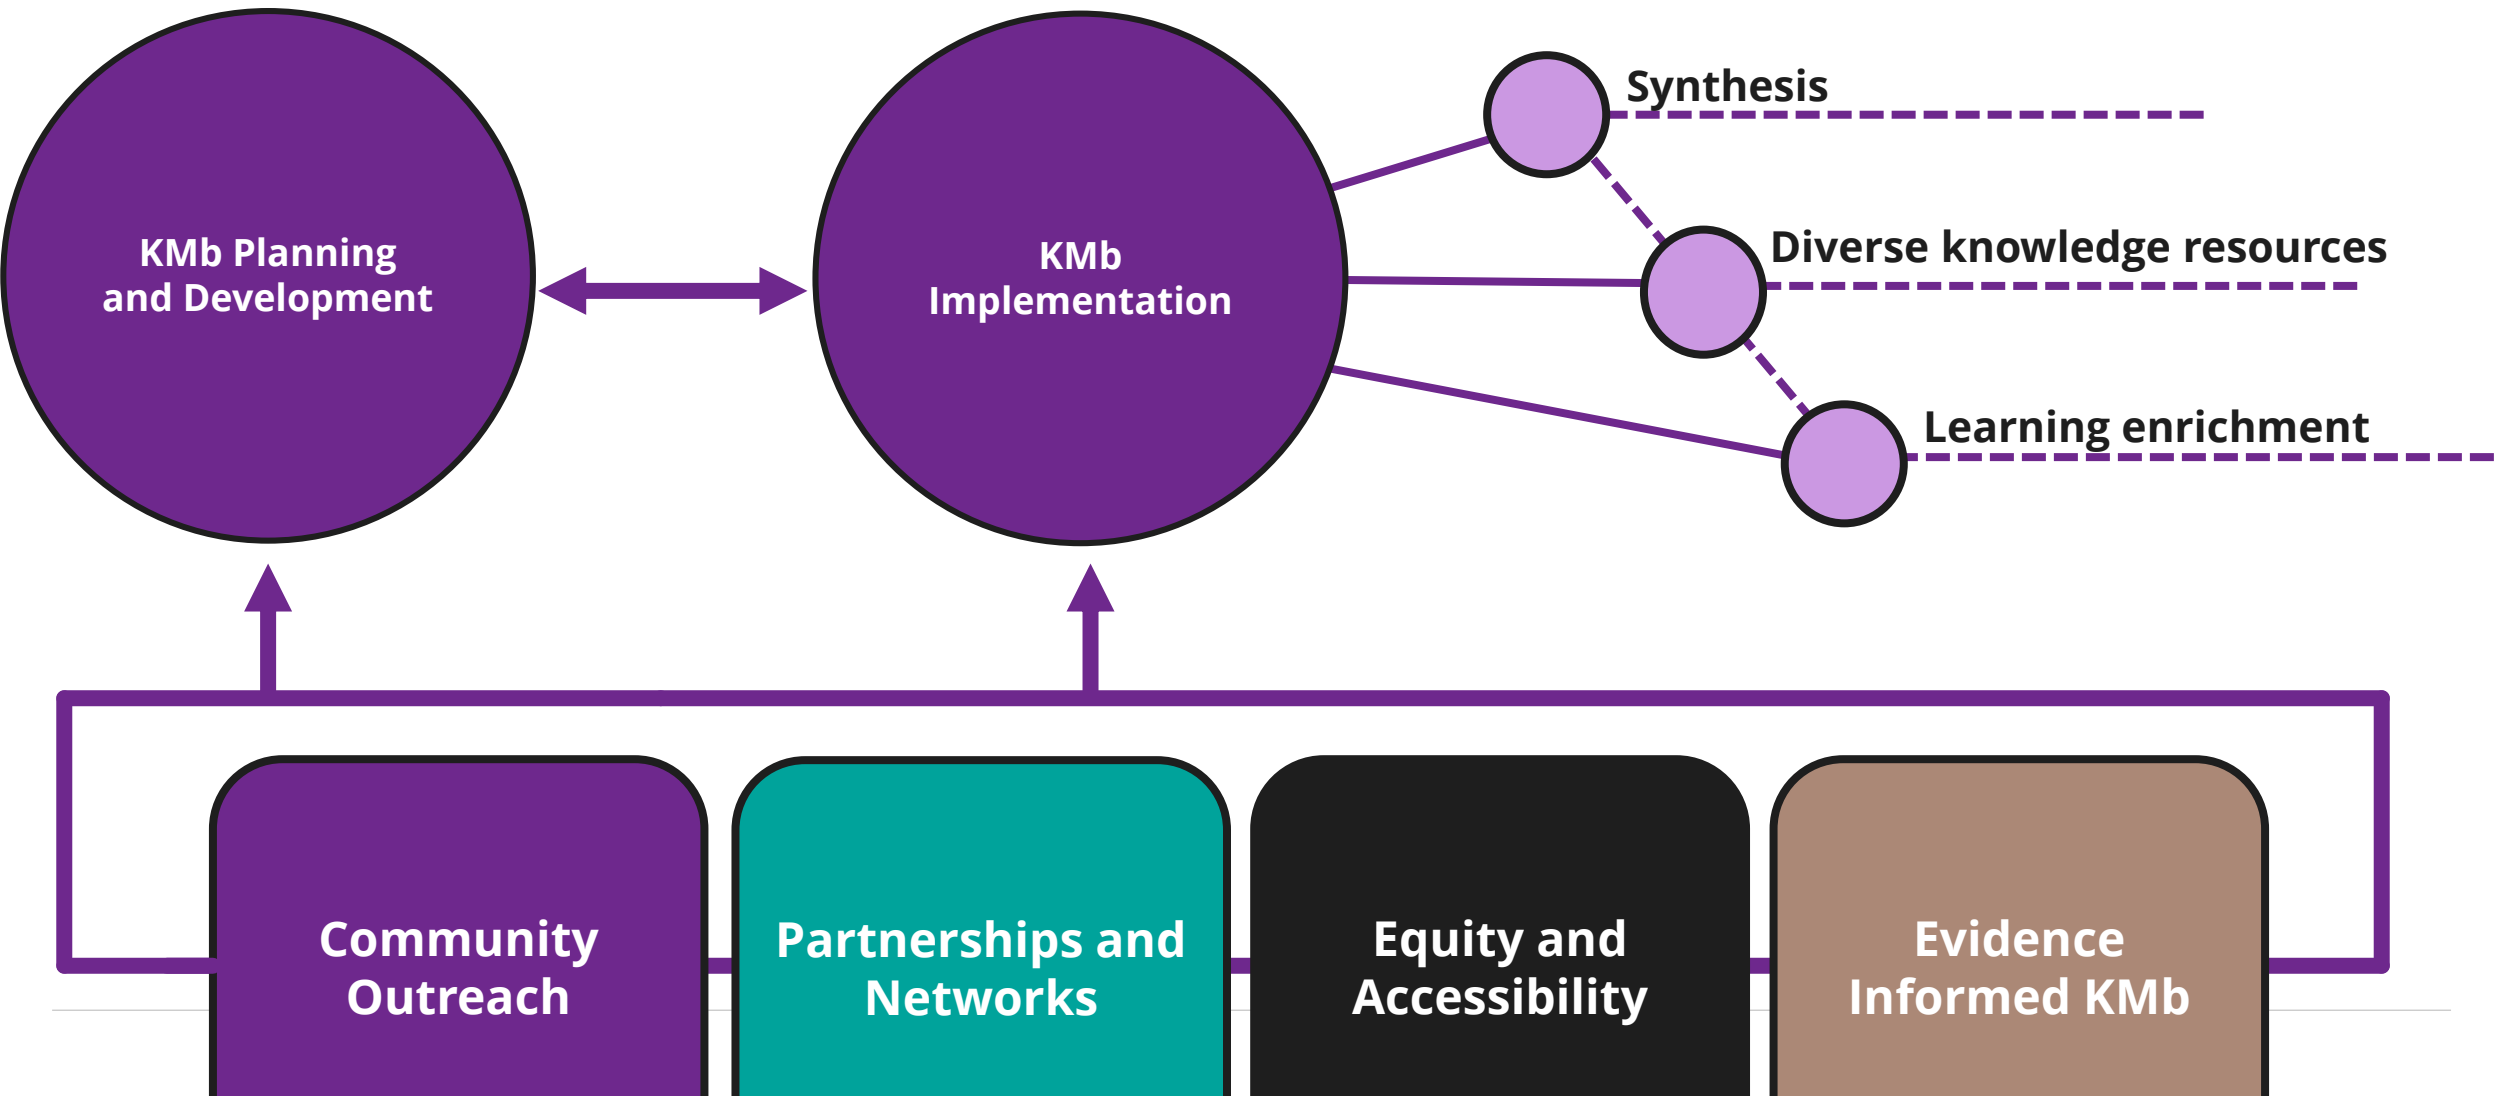 KMb Planning
and Development
KMb
Implementation
Synthesis
Diverse knowledge resources
Learning enrichment
Community
Outreach
Partnerships and
Networks
Equity and
Accessibility
Evidence
Informed KMb